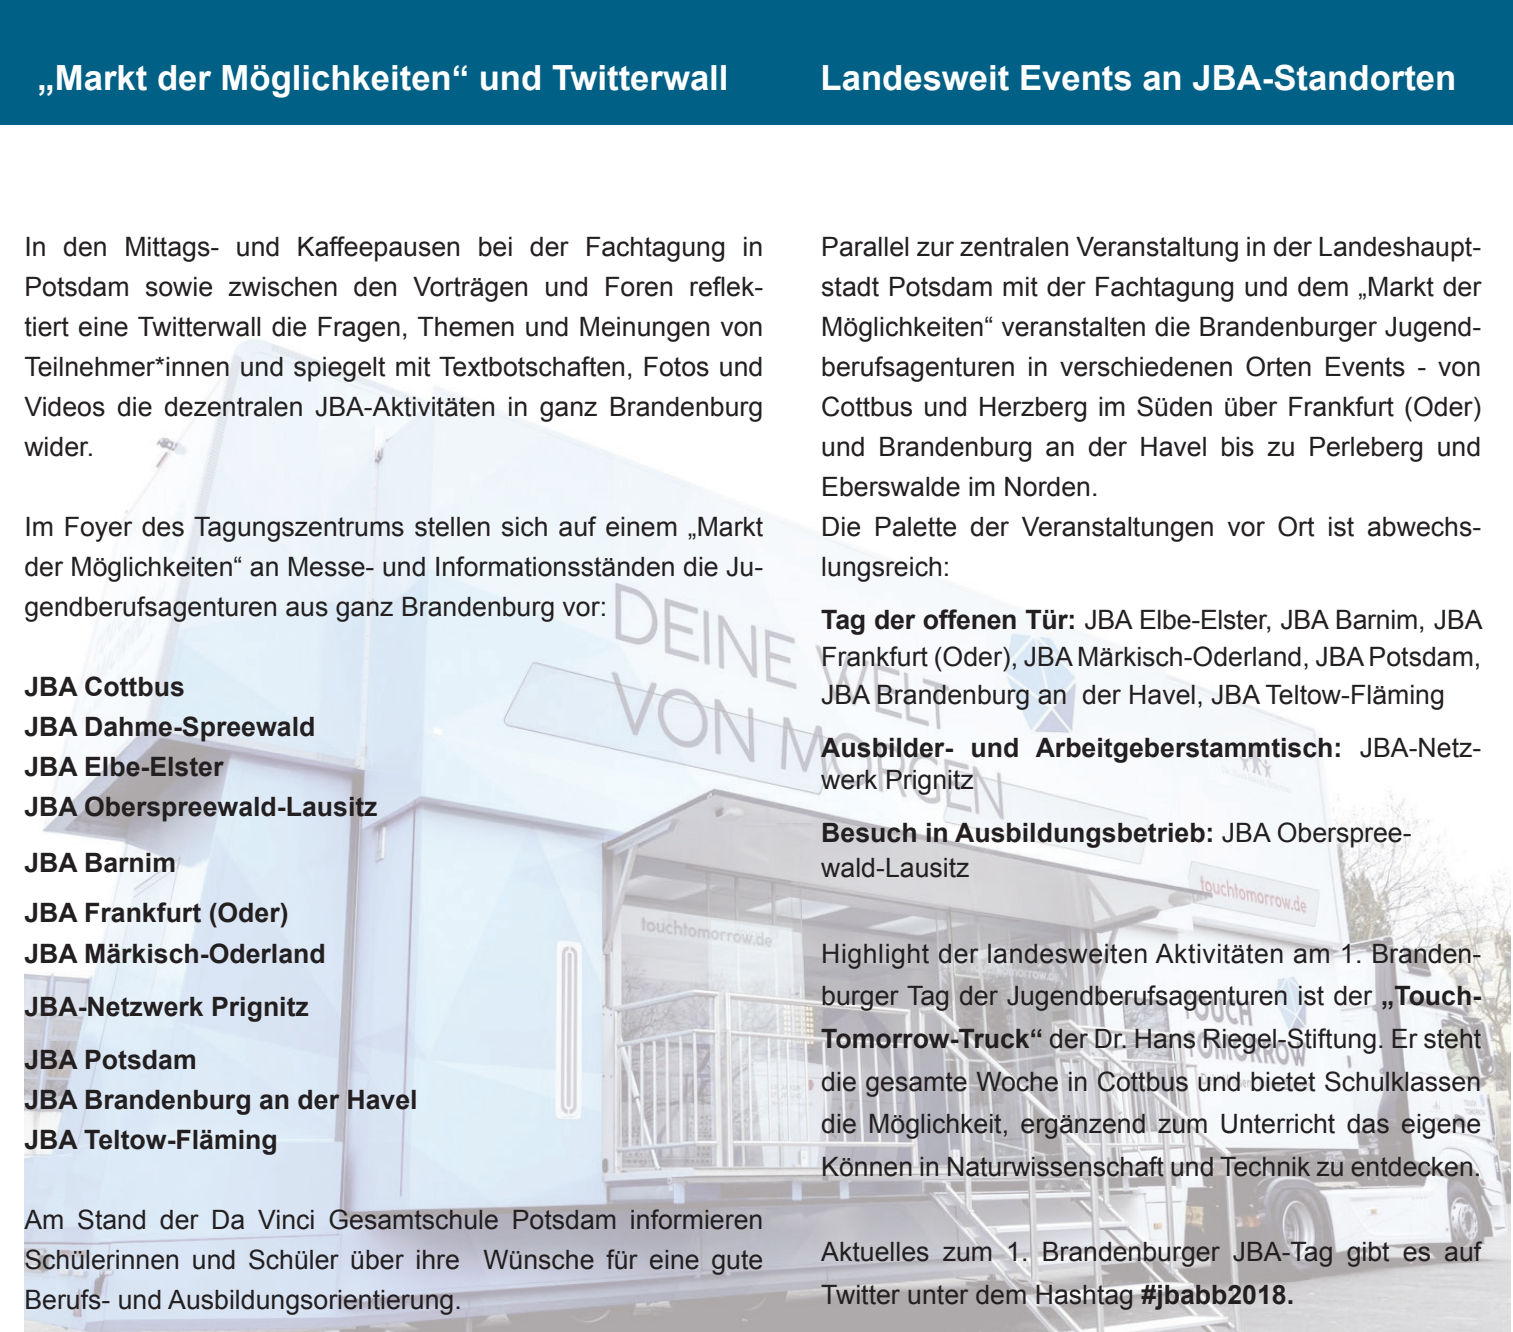 „Markt der Möglichkeiten“ und Twitterwall
In den Mittags- und Kaffeepausen bei der Fachtagung in
Potsdam sowie zwischen den Vorträgen und Foren reflek-
tiert eine Twitterwall die Fragen, Themen und Meinungen von
Teilnehmer*innen und spiegelt mit Textbotschaften, Fotos und
Videos die dezentralen JBA-Aktivitäten in ganz Brandenburg
wider.
Im Foyer des Tagungszentrums stellen sich auf einem „Markt
der Möglichkeiten“ an Messe- und Informationsständen die Ju-
gendberufsagenturen aus ganz Brandenburg vor:
JBA Cottbus
JBA Dahme-Spreewald
JBA Elbe-Elster
JBA Oberspreewald-Lausitz
JBA Barnim
JBA Frankfurt (Oder)
JBA Märkisch-Oderland
JBA-Netzwerk Prignitz
JBA Potsdam
JBA Brandenburg an der Havel
JBA Teltow-Fläming
Am Stand der Da Vinci Gesamtschule Potsdam informieren
Schülerinnen und Schüler über ihre Wünsche für eine gute
Berufs- und Ausbildungsorientierung.
Landesweit Events an JBA-Standorten
Parallel zur zentralen Veranstaltung in der Landeshaupt-
stadt Potsdam mit der Fachtagung und dem „Markt der
Möglichkeiten“ veranstalten die Brandenburger Jugend-
berufsagenturen in verschiedenen Orten Events - von
Cottbus und Herzberg im Süden über Frankfurt (Oder)
und Brandenburg an der Havel bis zu Perleberg und
Eberswalde im Norden.
Die Palette der Veranstaltungen vor Ort ist abwechs-
lungsreich:
Tag der offenen Tür: JBA Elbe-Elster, JBA Barnim, JBA
Frankfurt (Oder), JBA Märkisch-Oderland, JBA Potsdam,
JBA Brandenburg an der Havel, JBA Teltow-Fläming
Ausbilder- und Arbeitgeberstammtisch: JBA-Netz-
werk Prignitz
Besuch in Ausbildungsbetrieb: JBA Oberspree-
wald-Lausitz
Highlight der landesweiten Aktivitäten am 1. Branden-
burger Tag der Jugendberufsagenturen ist der „Touch-
Tomorrow-Truck“ der Dr. Hans Riegel-Stiftung. Er steht
die gesamte Woche in Cottbus und bietet Schulklassen
die Möglichkeit, ergänzend zum Unterricht das eigene
Können in Naturwissenschaft und Technik zu entdecken.
Aktuelles zum 1. Brandenburger JBA-Tag gibt es auf
Twitter unter dem Hashtag #jbabb2018.
DEINE WELT
VON MORGEN
touchtomorrow.de
touchtomorrow.de
TOUCH
TOMORROW